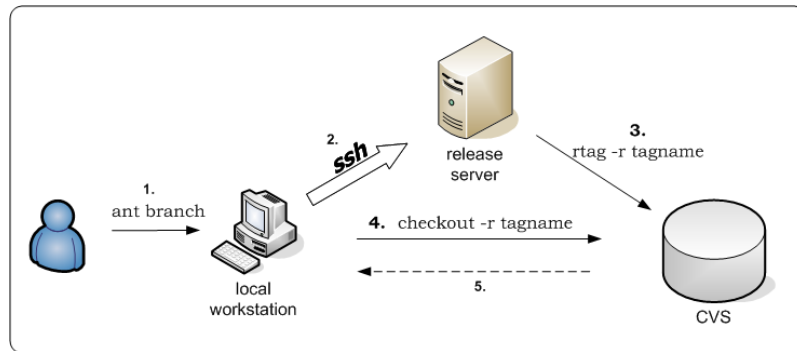 1.
ant branch
local
workstation
2.
ssh
release
server
3.
rtag -r tagname
4. checkout -r tagname
5.
CVS